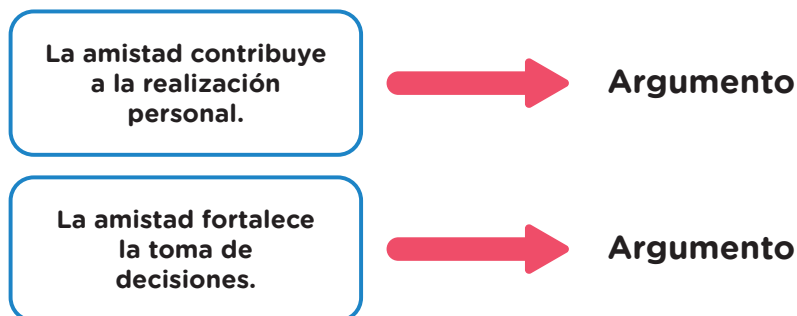 La amistad contribuye
a la realización
personal.
Argumento
La amistad fortalece
la toma de
decisiones.
Argumento